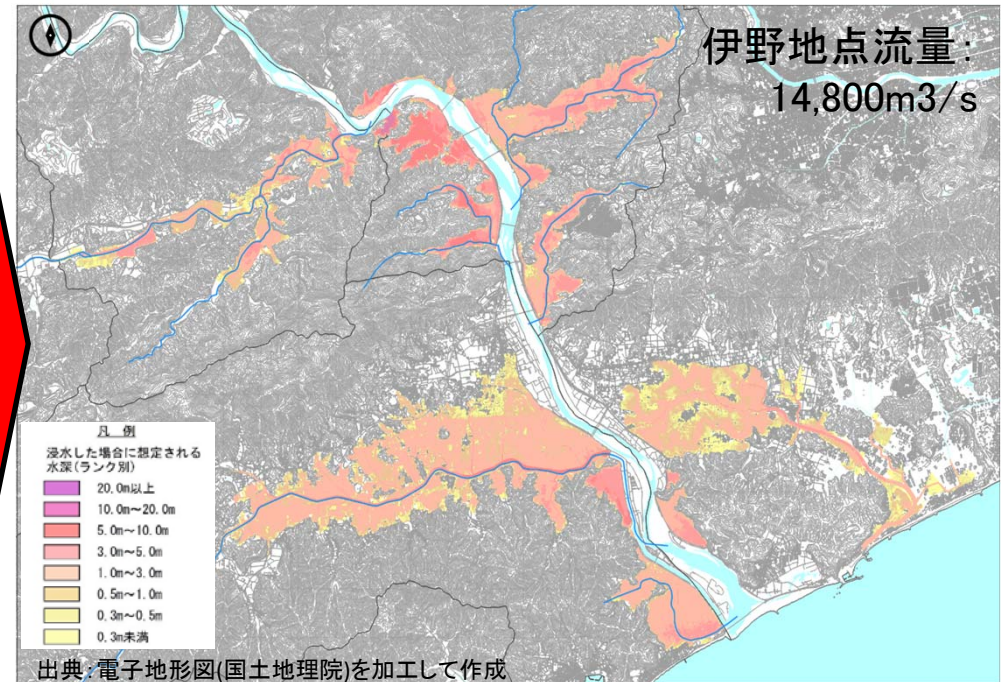 伊野地点流量:
14,800m3/s
凡 例
浸水した場合に想定される
水深(ランク別)
20.0m以上
10.0m～20.0m
5.0m～10.0m
3.0m～5.0m
1.0m～3.0m
0.5m～1.0m
0.3m～0.5m
0.3m未満
出典:電子地形図(国土地理院)を加工して作成